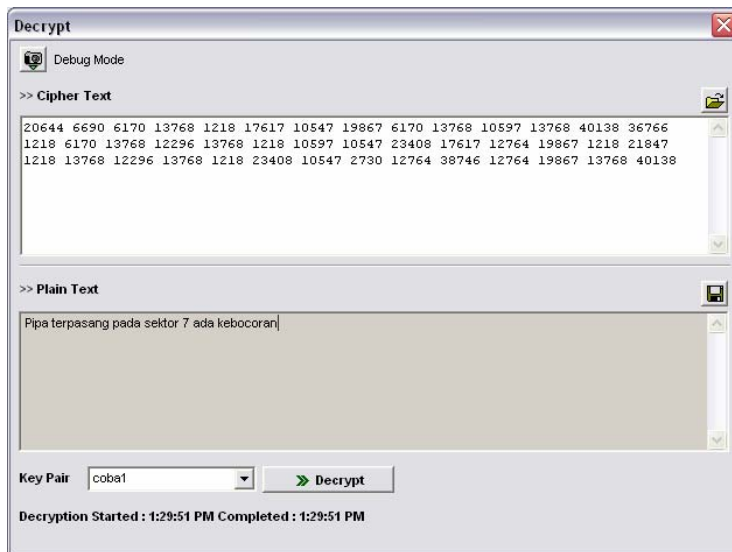 Decrypt
Debug Mode
>> Cipher Text
20644 6690 6170 13768 1218 17617 10547 19867 6170 13768 10597 13768 40138 36766
1218 6170 13768 12296 13768 1218 10597 10547 23408 17617 12764 19867 1218 21847
1218 13768 12296 13768 1218 23408 10547 2730 12764 38746 12764 19867 13768 40138
>> Plain Text
Pipa terpasang pada sektor 7 ada kebocoran
Key Pair coba1 >> Decrypt
Decryption Started : 1:29:51 PM Completed : 1:29:51 PM